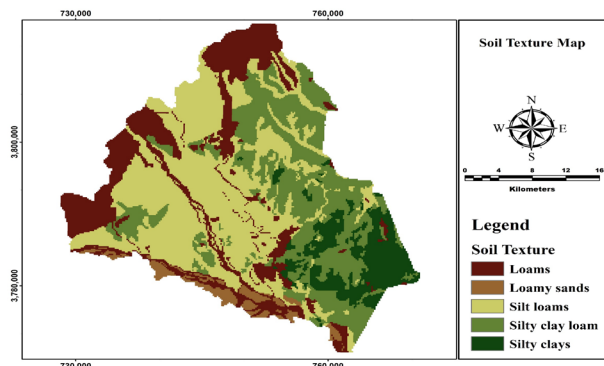 730,000 760,000
Soil Texture Map
N
W E
S
0 2 4 8 12 16
Kilometers
Legend
Soil Texture
Loams
Loamy sands
Silt loams
Silty clay loam
Silty clays
3,800,000
3,780,000
730,000 760,000